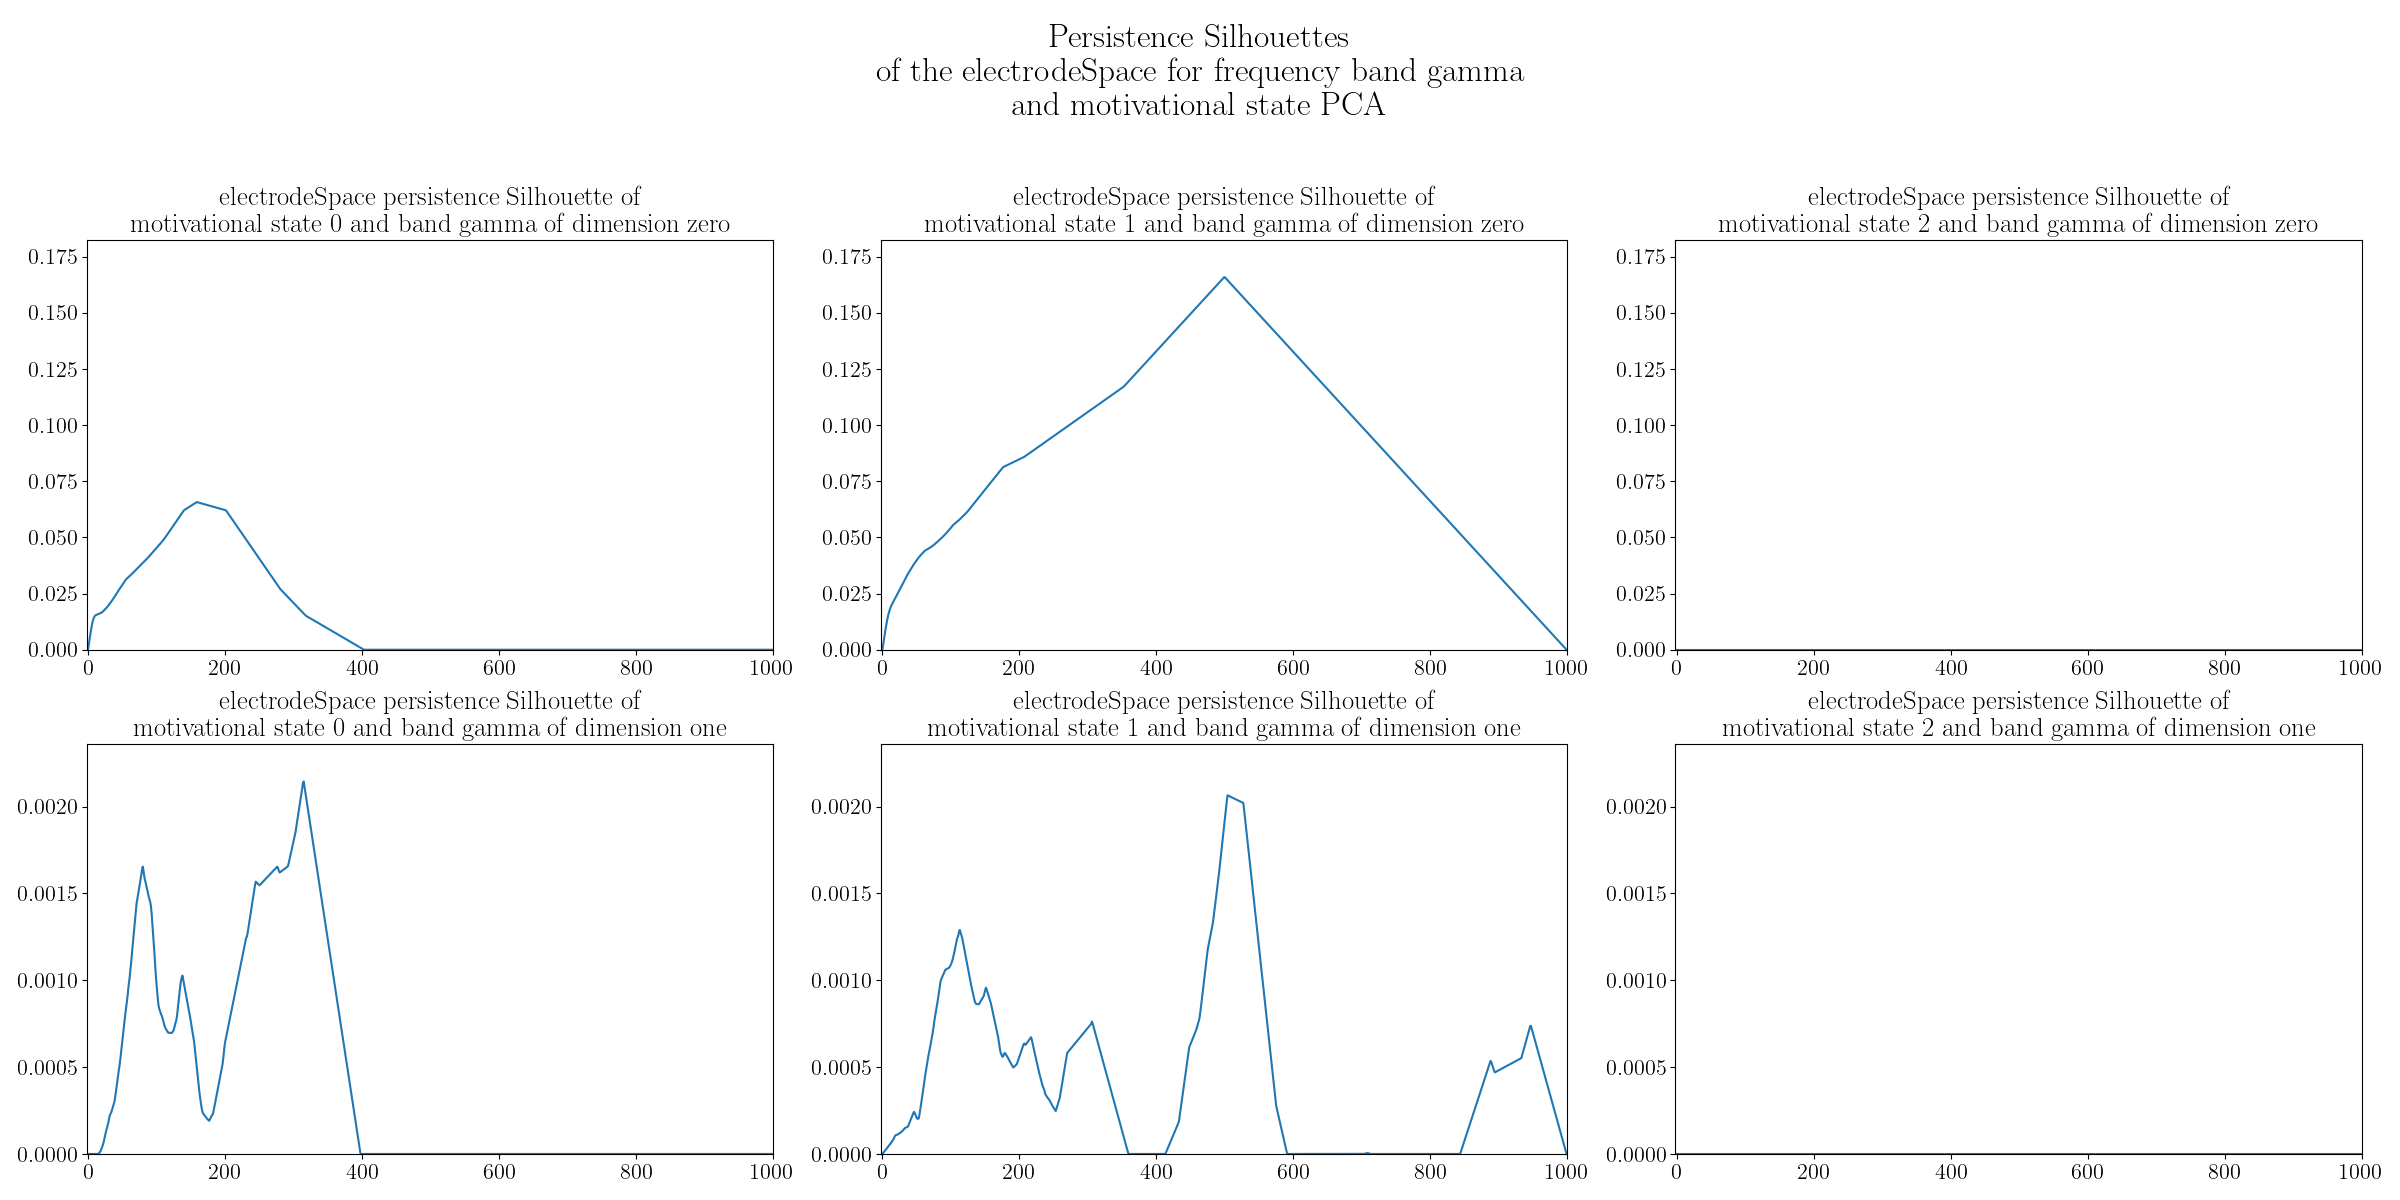 Persistence Silhouettes
of the electrodeSpace for frequency band gamma
and motivational state PCA
electrodeSpace persistence Silhouette of
motivational state 0 and band gamma of dimension zero
0.175
0.150
0.125
0.100
0.075
0.050
0.025
0.000
0 200 400 600 800 1000
electrodeSpace persistence Silhouette of
motivational state 1 and band gamma of dimension zero
0.175
0.150
0.125
0.100
0.075
0.050
0.025
0.000
0 200 400 600 800 1000
electrodeSpace persistence Silhouette of
motivational state 2 and band gamma of dimension zero
0.175
0.150
0.125
0.100
0.075
0.050
0.025
0.000
0 200 400 600 800 1000
electrodeSpace persistence Silhouette of
motivational state 0 and band gamma of dimension one
0.0020
0.0015
0.0010
0.0005
0.0000
0 200 400 600 800 1000
electrodeSpace persistence Silhouette of
motivational state 1 and band gamma of dimension one
0.0020
0.0015
0.0010
0.0005
0.0000
0 200 400 600 800 1000
electrodeSpace persistence Silhouette of
motivational state 2 and band gamma of dimension one
0.0020
0.0015
0.0010
0.0005
0.0000
0 200 400 600 800 1000